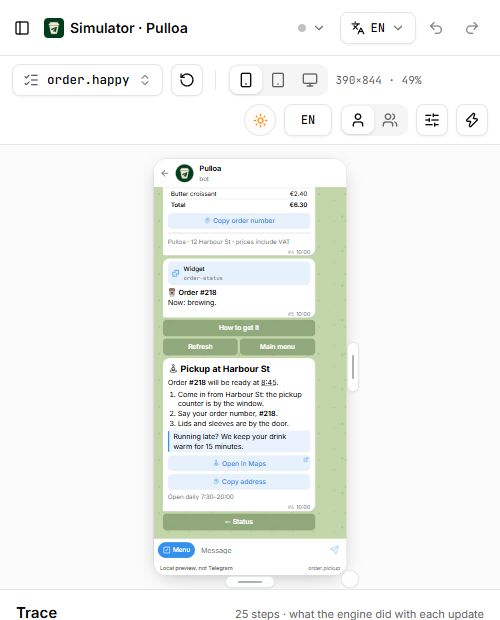 Simulator · Pulloa
EN
order.happy
390×844 · 49%
EN
Pulloa
bot
Butter croissant €2.40
Total €6.30
Copy order number
Pulloa · 12 Harbour St · prices include VAT
#4 10:00
Widget
order-status
Order #218
Now: brewing.
#5 10:00
How to get it
Refresh Main menu
Pickup at Harbour St
Order #218 will be ready at 8:45.
1. Come in from Harbour St: the pickup
counter is by the window.
2. Say your order number, #218.
3. Lids and sleeves are by the door.
Running late? We keep your drink
warm for 15 minutes.
Open in Maps
Copy address
Open daily 7:30–20:00
#6 10:00
← Status
Menu Message
Local preview, not Telegram order.pickup
Trace 25 steps · what the engine did with each update